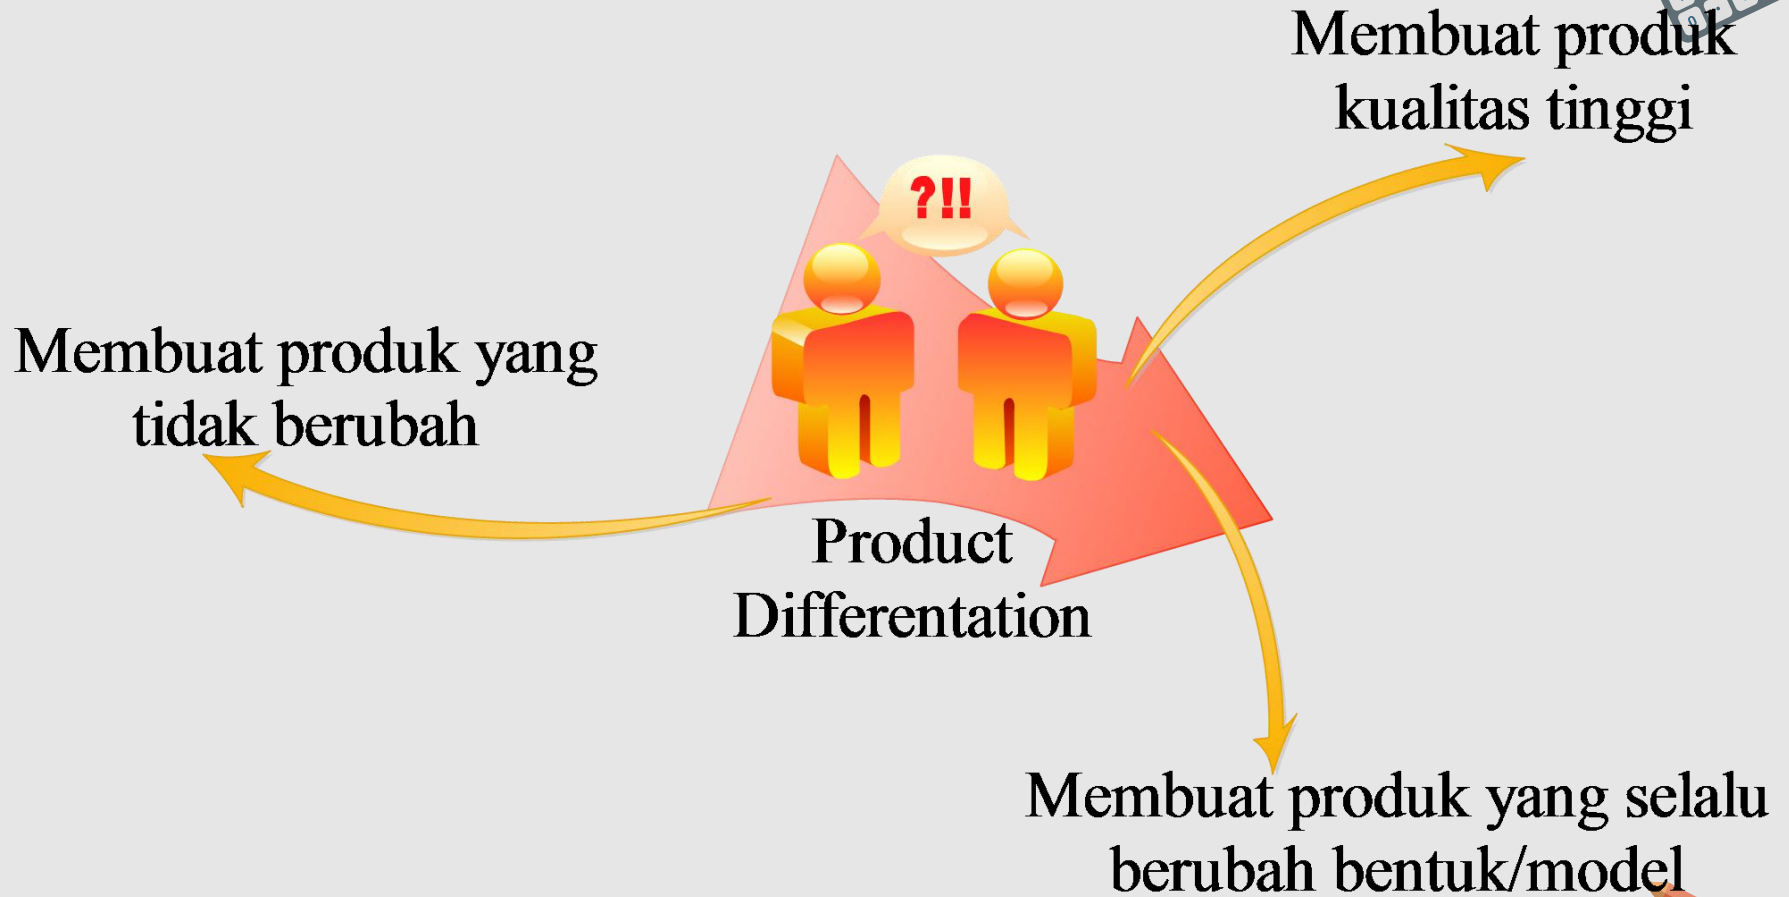 Membuat produk
kualitas tinggi
?!!
Membuat produk yang
tidak berubah
Product
Differentation
Membuat produk yang selalu
berubah bentuk/model